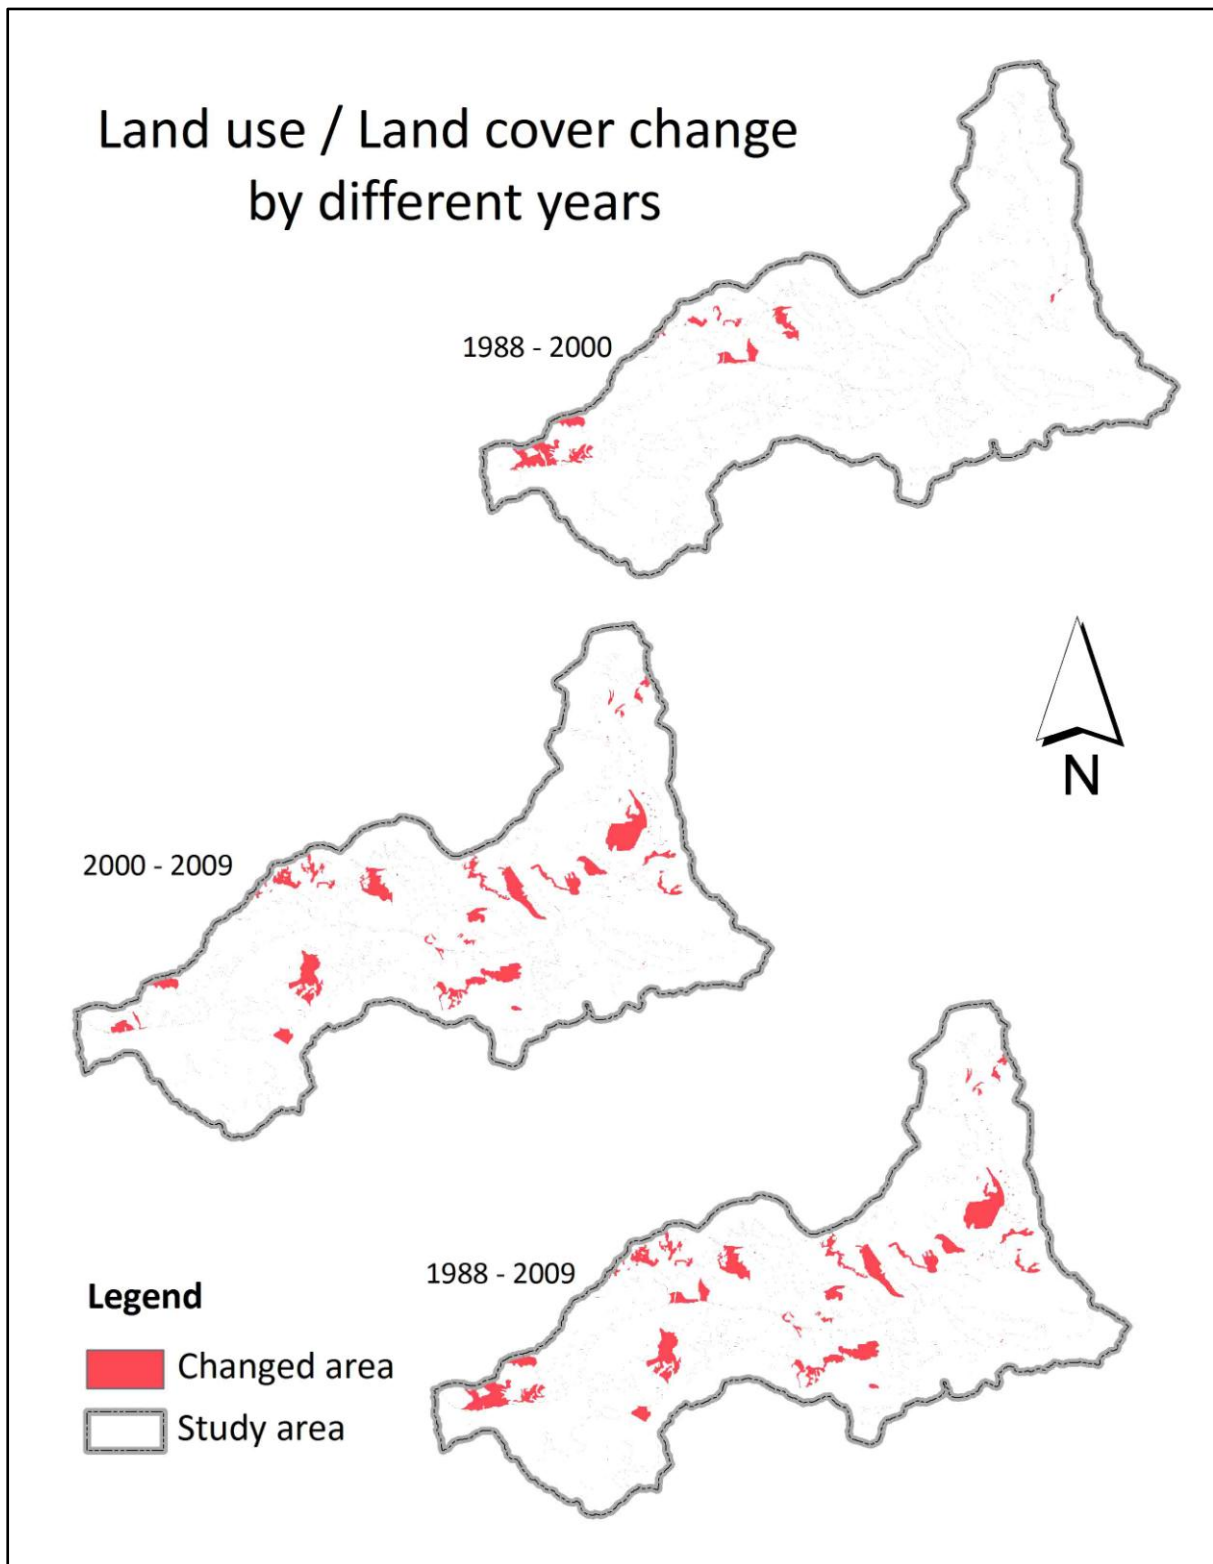 Land use / Land cover change
by different years
1988 - 2000
N
2000 - 2009
1988 - 2009
Legend
Changed area
Study area